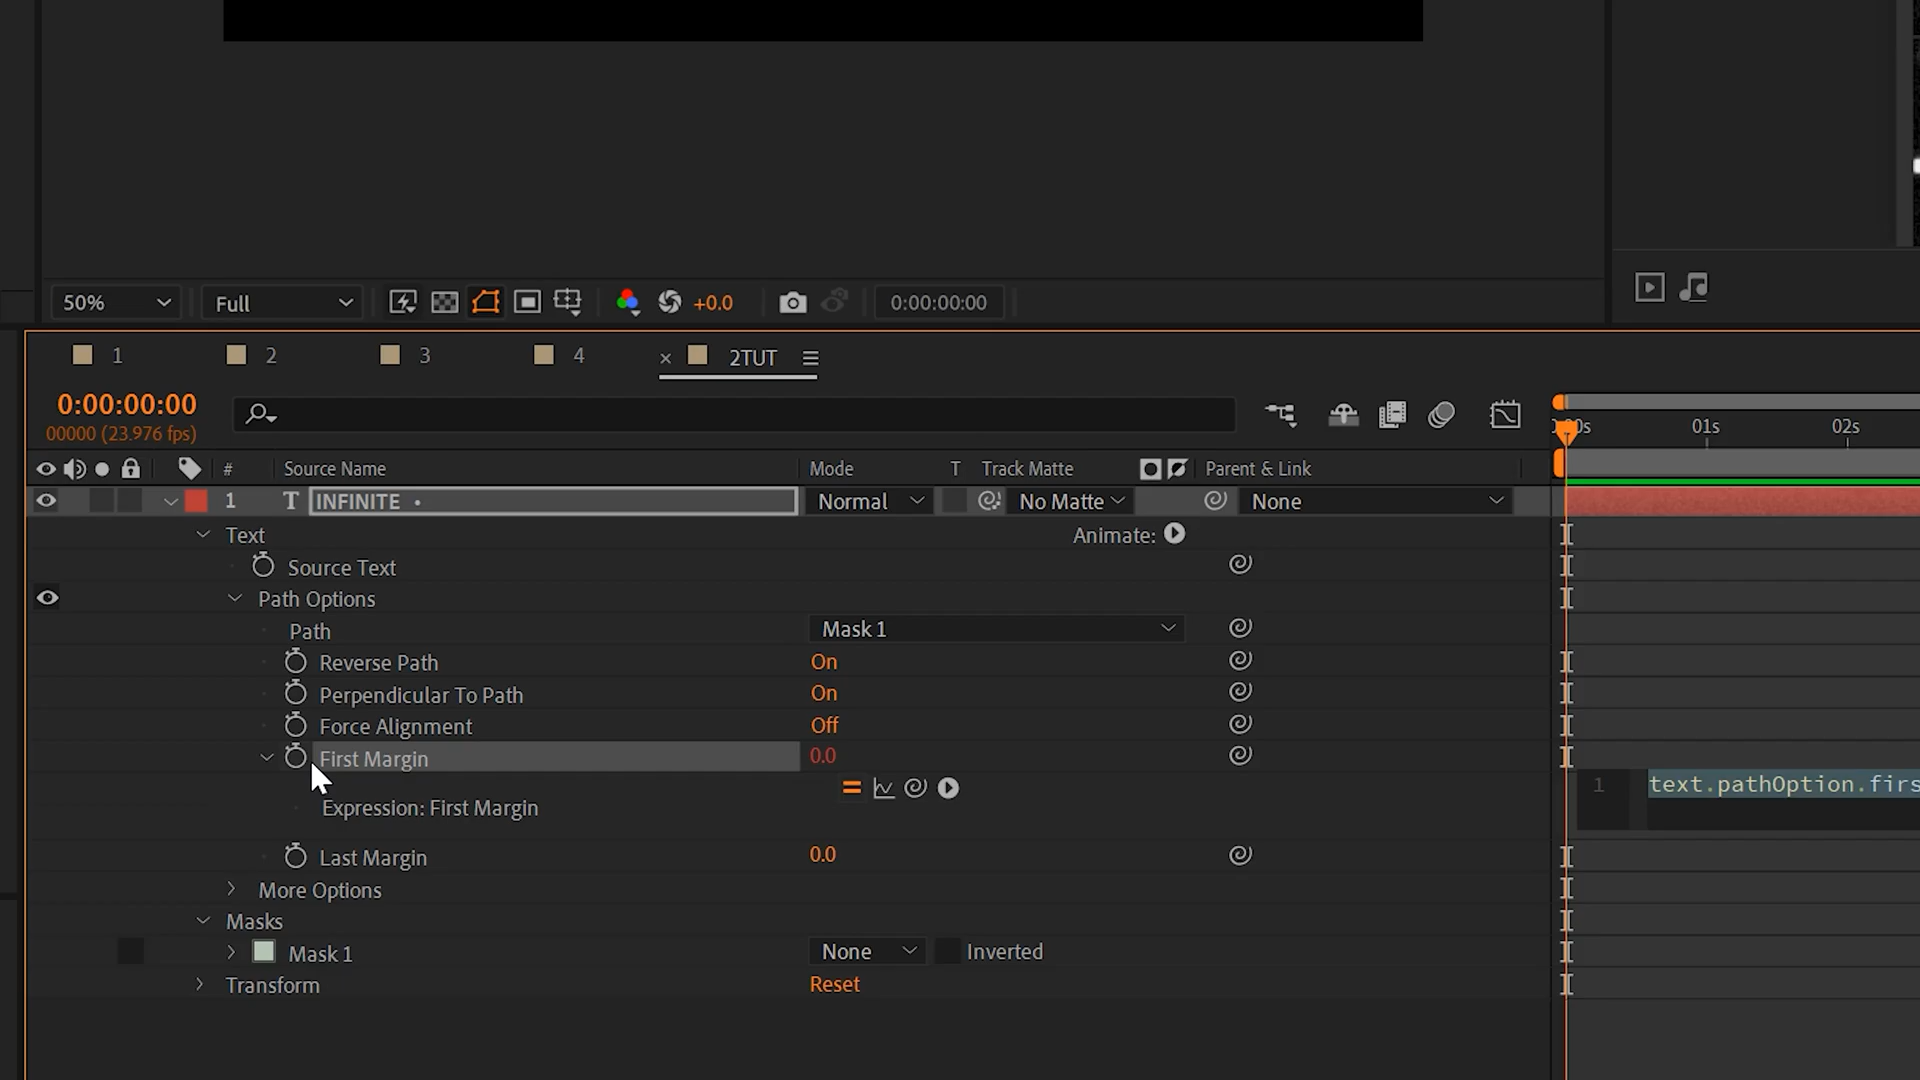 50% Full +0.0 0:00:00:00
1 2 3 4 × 2TUT
0:00:00:00
00000 (23.976 fps)
01s 02s
# Source Name Mode T Track Matte Parent & Link
1 T INFINITE • Normal No Matte None
Text Animate:
Source Text
Path Options
Path Mask 1
Reverse Path On
Perpendicular To Path On
Force Alignment Off
First Margin 0.0
1 text.pathOption.firs
Expression: First Margin
Last Margin 0.0
More Options
Masks
Mask 1 None Inverted
Transform Reset